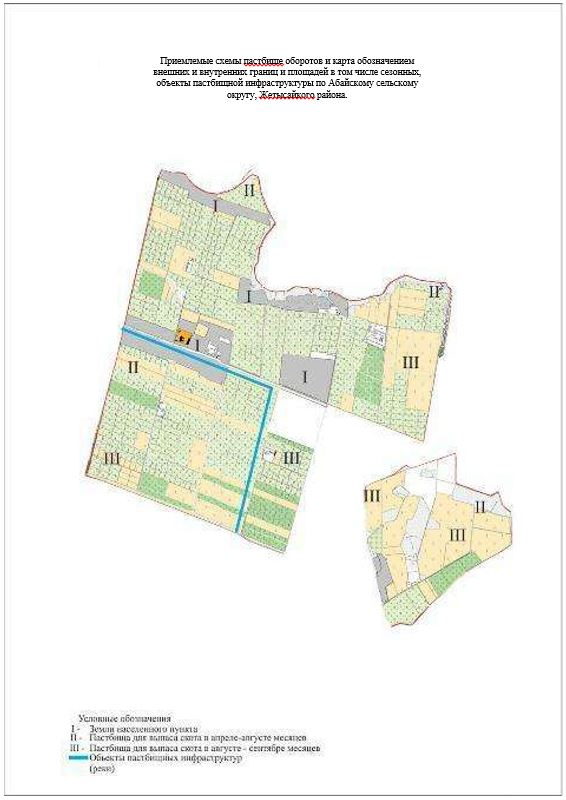 Приемлемые схемы пастбище оборотов и карта обозначением
внешних и внутренних границ и площадей в том числе сезонных,
объекты пастбищной инфраструктуры по Абайскому сельскому
округу, Жетысайкого района.
II
I
I
II
I
I
III
II
III
III
III
II
III
Условные обозначения
I - Земли населенного пункта
II - Пастбища для выпаса скота в апреле-августе месяцев
III - Пастбища для выпаса скота в августе - сентябре месяцев
Объекты пастбищных инфраструктур
(реки)